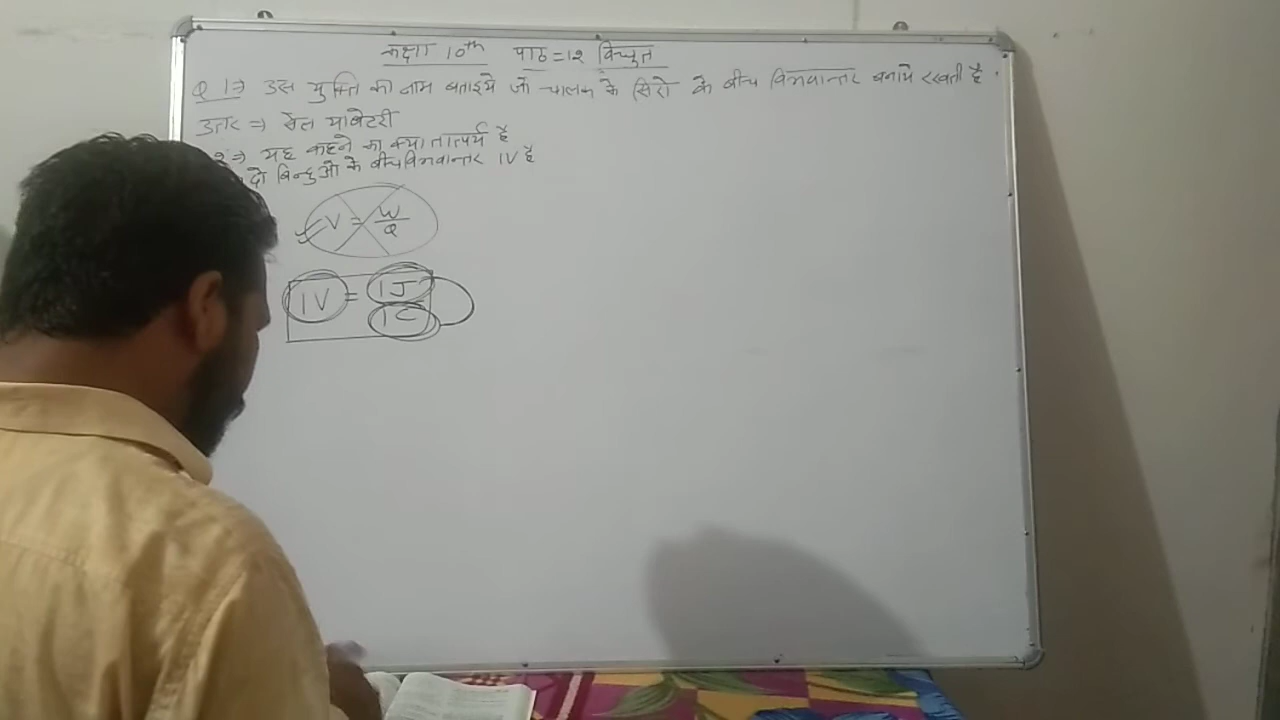 कक्षा 10th पाठ=12 विद्युत
Q 1⇒ उस युक्ति का नाम बताइये जो चालक के सिरो के बीच विभवान्तर बनाये रखती है
उत्तर ⇒ सेल या बेटरी
2⇒ यह कहने का क्या तात्पर्य है
दो बिन्दुओ के बीच विभवान्तर 1V है
V = W/Q
1V = 1J/1C